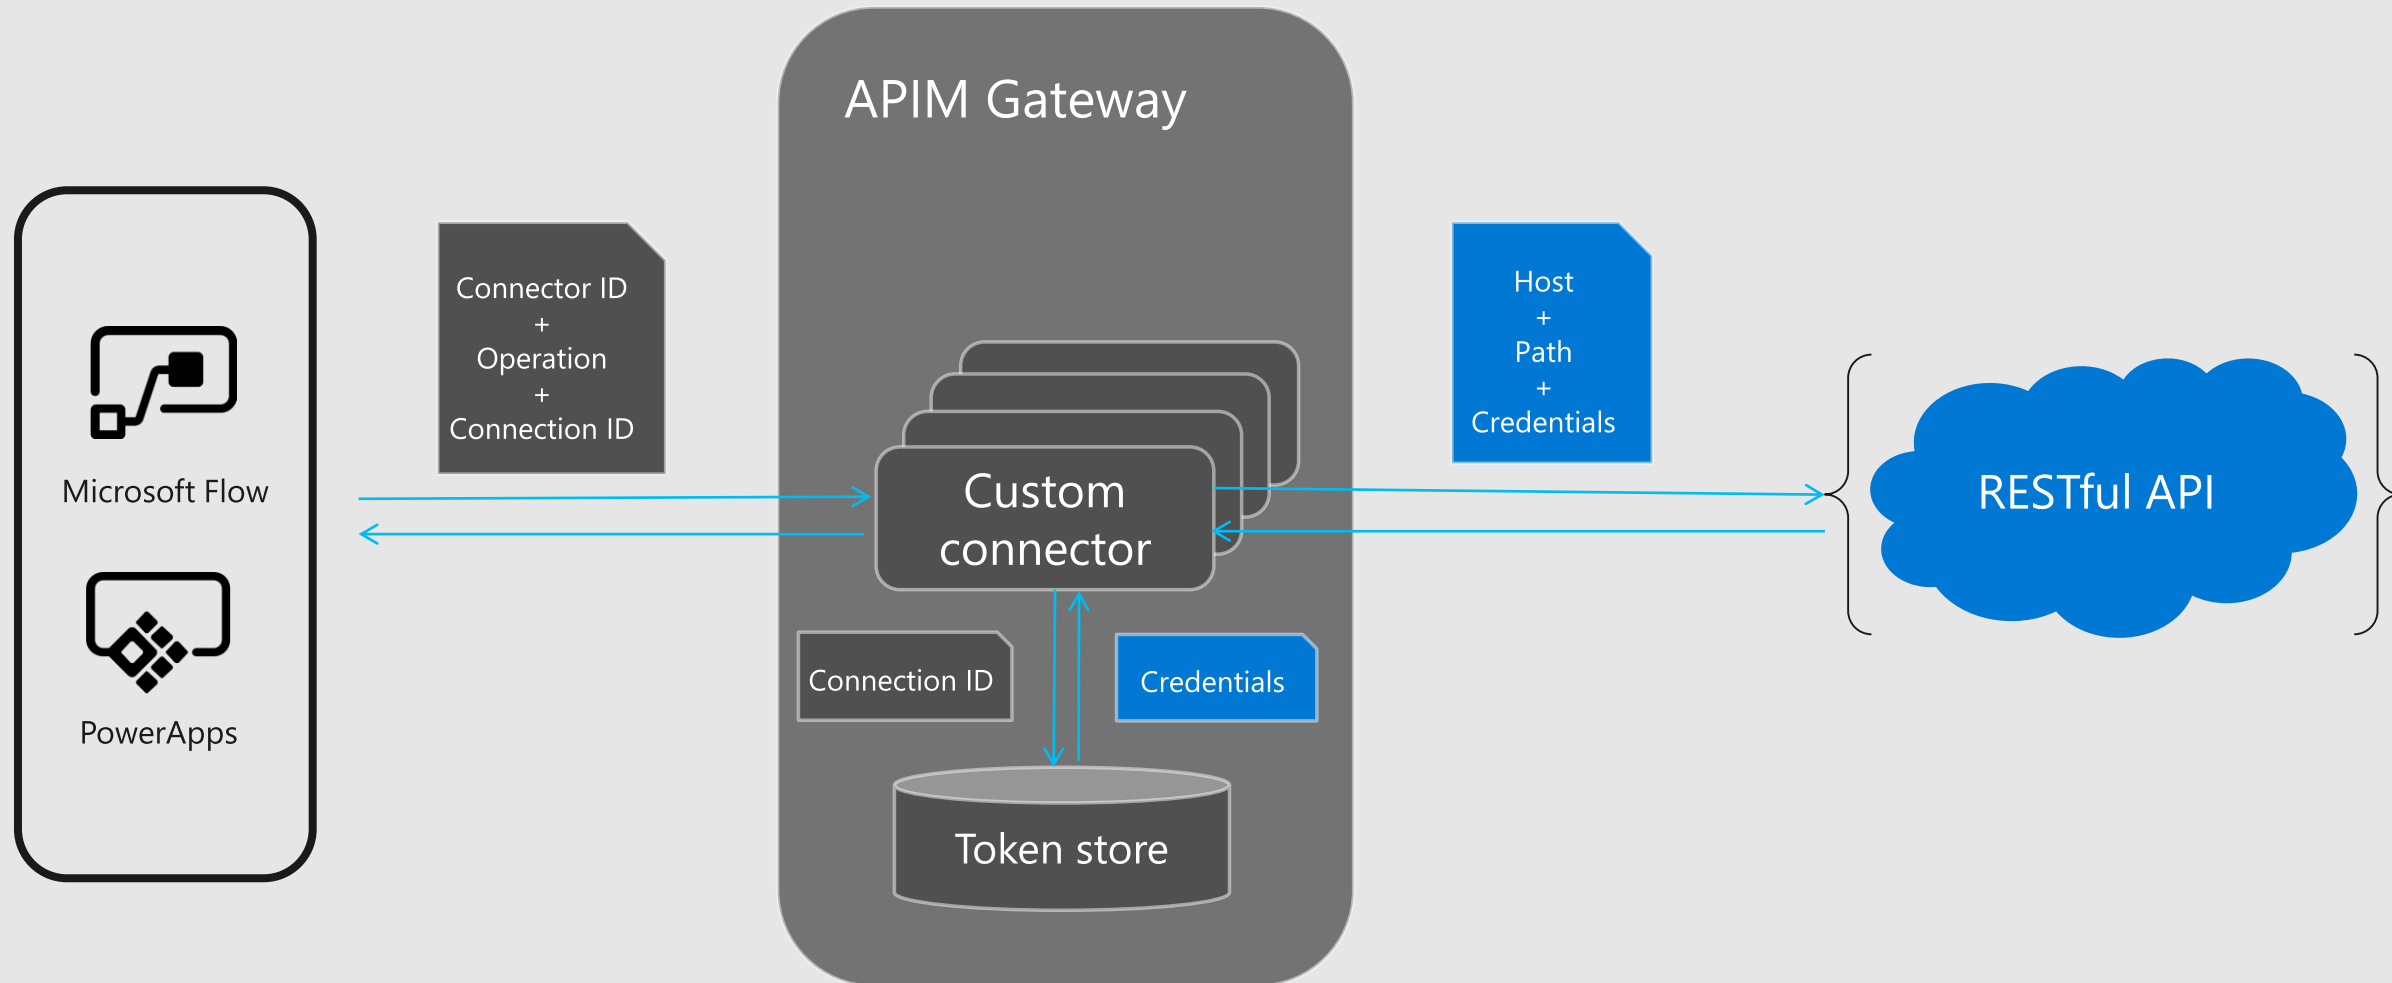 APIM Gateway
Microsoft Flow
PowerApps
Connector ID
+
Operation
+
Connection ID
Custom
connector
Connection ID
Credentials
Token store
Host
+
Path
+
Credentials
RESTful API